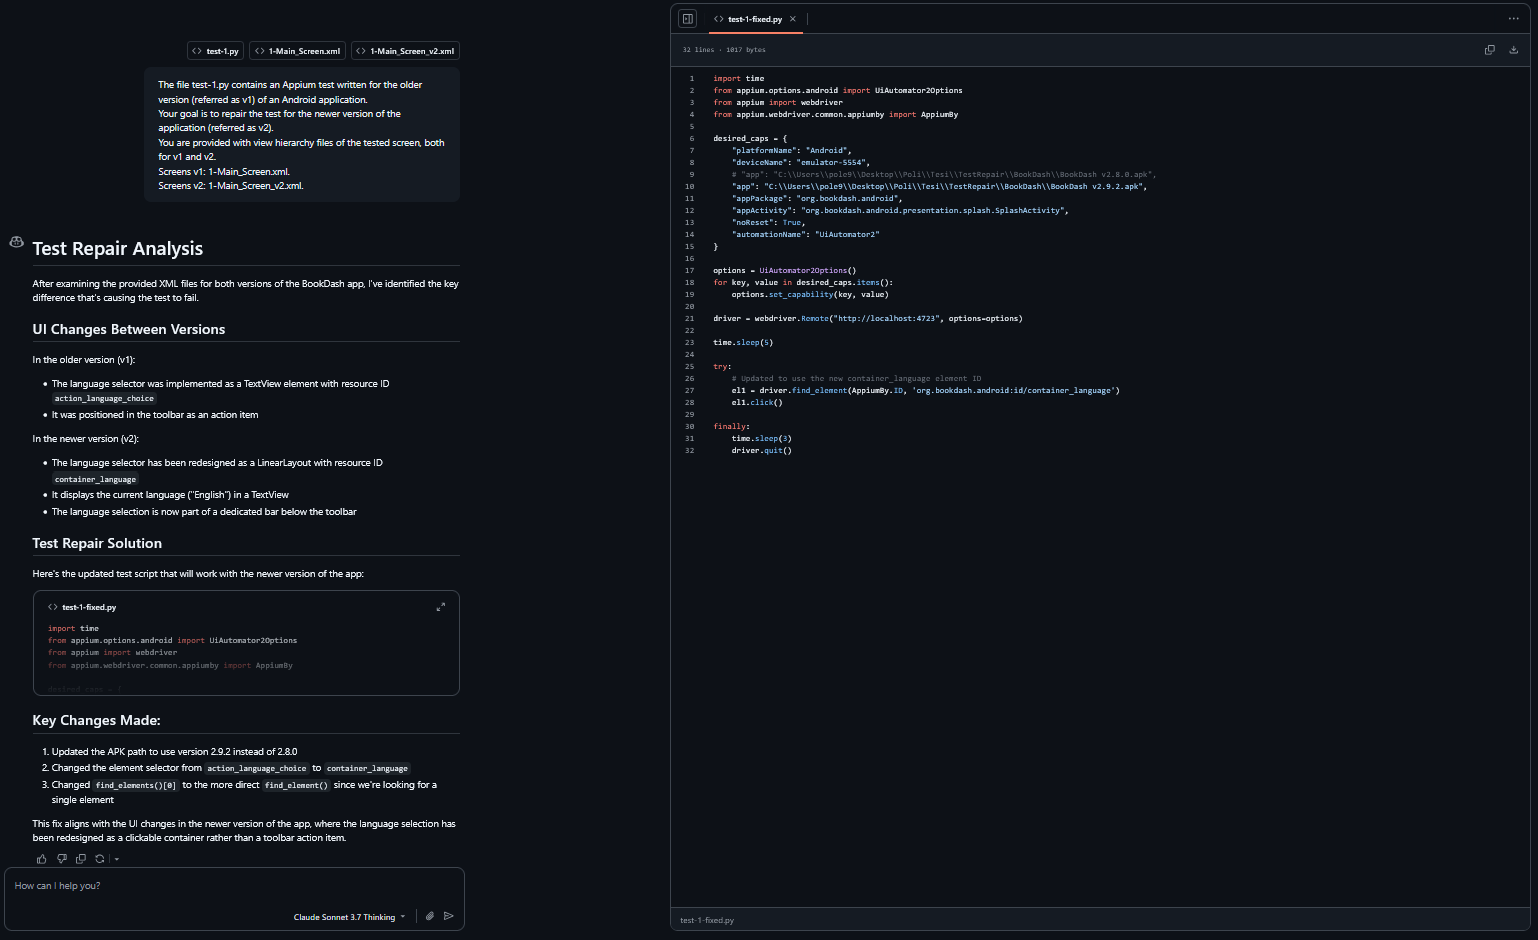 test-1.py
1-Main_Screen.xml
1-Main_Screen_v2.xml
The file test-1.py contains an Appium test written for the older
version (referred as v1) of an Android application.
Your goal is to repair the test for the newer version of the
application (referred as v2).
You are provided with view hierarchy files of the tested screen, both
for v1 and v2.
Screens v1: 1-Main_Screen.xml.
Screens v2: 1-Main_Screen_v2.xml.
Test Repair Analysis
After examining the provided XML files for both versions of the BookDash app, I've identified the key
difference that's causing the test to fail.
UI Changes Between Versions
In the older version (v1):
• The language selector was implemented as a TextView element with resource ID
action_language_choice
• It was positioned in the toolbar as an action item
In the newer version (v2):
• The language selector has been redesigned as a LinearLayout with resource ID
container_language
• It displays the current language ("English") in a TextView
• The language selection is now part of a dedicated bar below the toolbar
Test Repair Solution
Here's the updated test script that will work with the newer version of the app:
test-1-fixed.py
import time
from appium.options.android import UiAutomator2Options
from appium import webdriver
from appium.webdriver.common.appiumby import AppiumBy
desired_caps = {
Key Changes Made:
1. Updated the APK path to use version 2.9.2 instead of 2.8.0
2. Changed the element selector from action_language_choice to container_language
3. Changed find_elements()[0] to the more direct find_element() since we're looking for a
single element
This fix aligns with the UI changes in the newer version of the app, where the language selection has
been redesigned as a clickable container rather than a toolbar action item.
How can I help you?
Claude Sonnet 3.7 Thinking
test-1-fixed.py
32 lines · 1017 bytes
1 import time
2 from appium.options.android import UiAutomator2Options
3 from appium import webdriver
4 from appium.webdriver.common.appiumby import AppiumBy
5
6 desired_caps = {
7 "platformName": "Android",
8 "deviceName": "emulator-5554",
9 # "app": "C:\\Users\\pole9\\Desktop\\Poli\\Tesi\\TestRepair\\BookDash\\BookDash v2.8.0.apk",
10 "app": "C:\\Users\\pole9\\Desktop\\Poli\\Tesi\\TestRepair\\BookDash\\BookDash v2.9.2.apk",
11 "appPackage": "org.bookdash.android",
12 "appActivity": "org.bookdash.android.presentation.splash.SplashActivity",
13 "noReset": True,
14 "automationName": "UiAutomator2"
15 }
16
17 options = UiAutomator2Options()
18 for key, value in desired_caps.items():
19 options.set_capability(key, value)
20
21 driver = webdriver.Remote("http://localhost:4723", options=options)
22
23 time.sleep(5)
24
25 try:
26 # Updated to use the new container_language element ID
27 el1 = driver.find_element(AppiumBy.ID, 'org.bookdash.android:id/container_language')
28 el1.click()
29
30 finally:
31 time.sleep(3)
32 driver.quit()
test-1-fixed.py